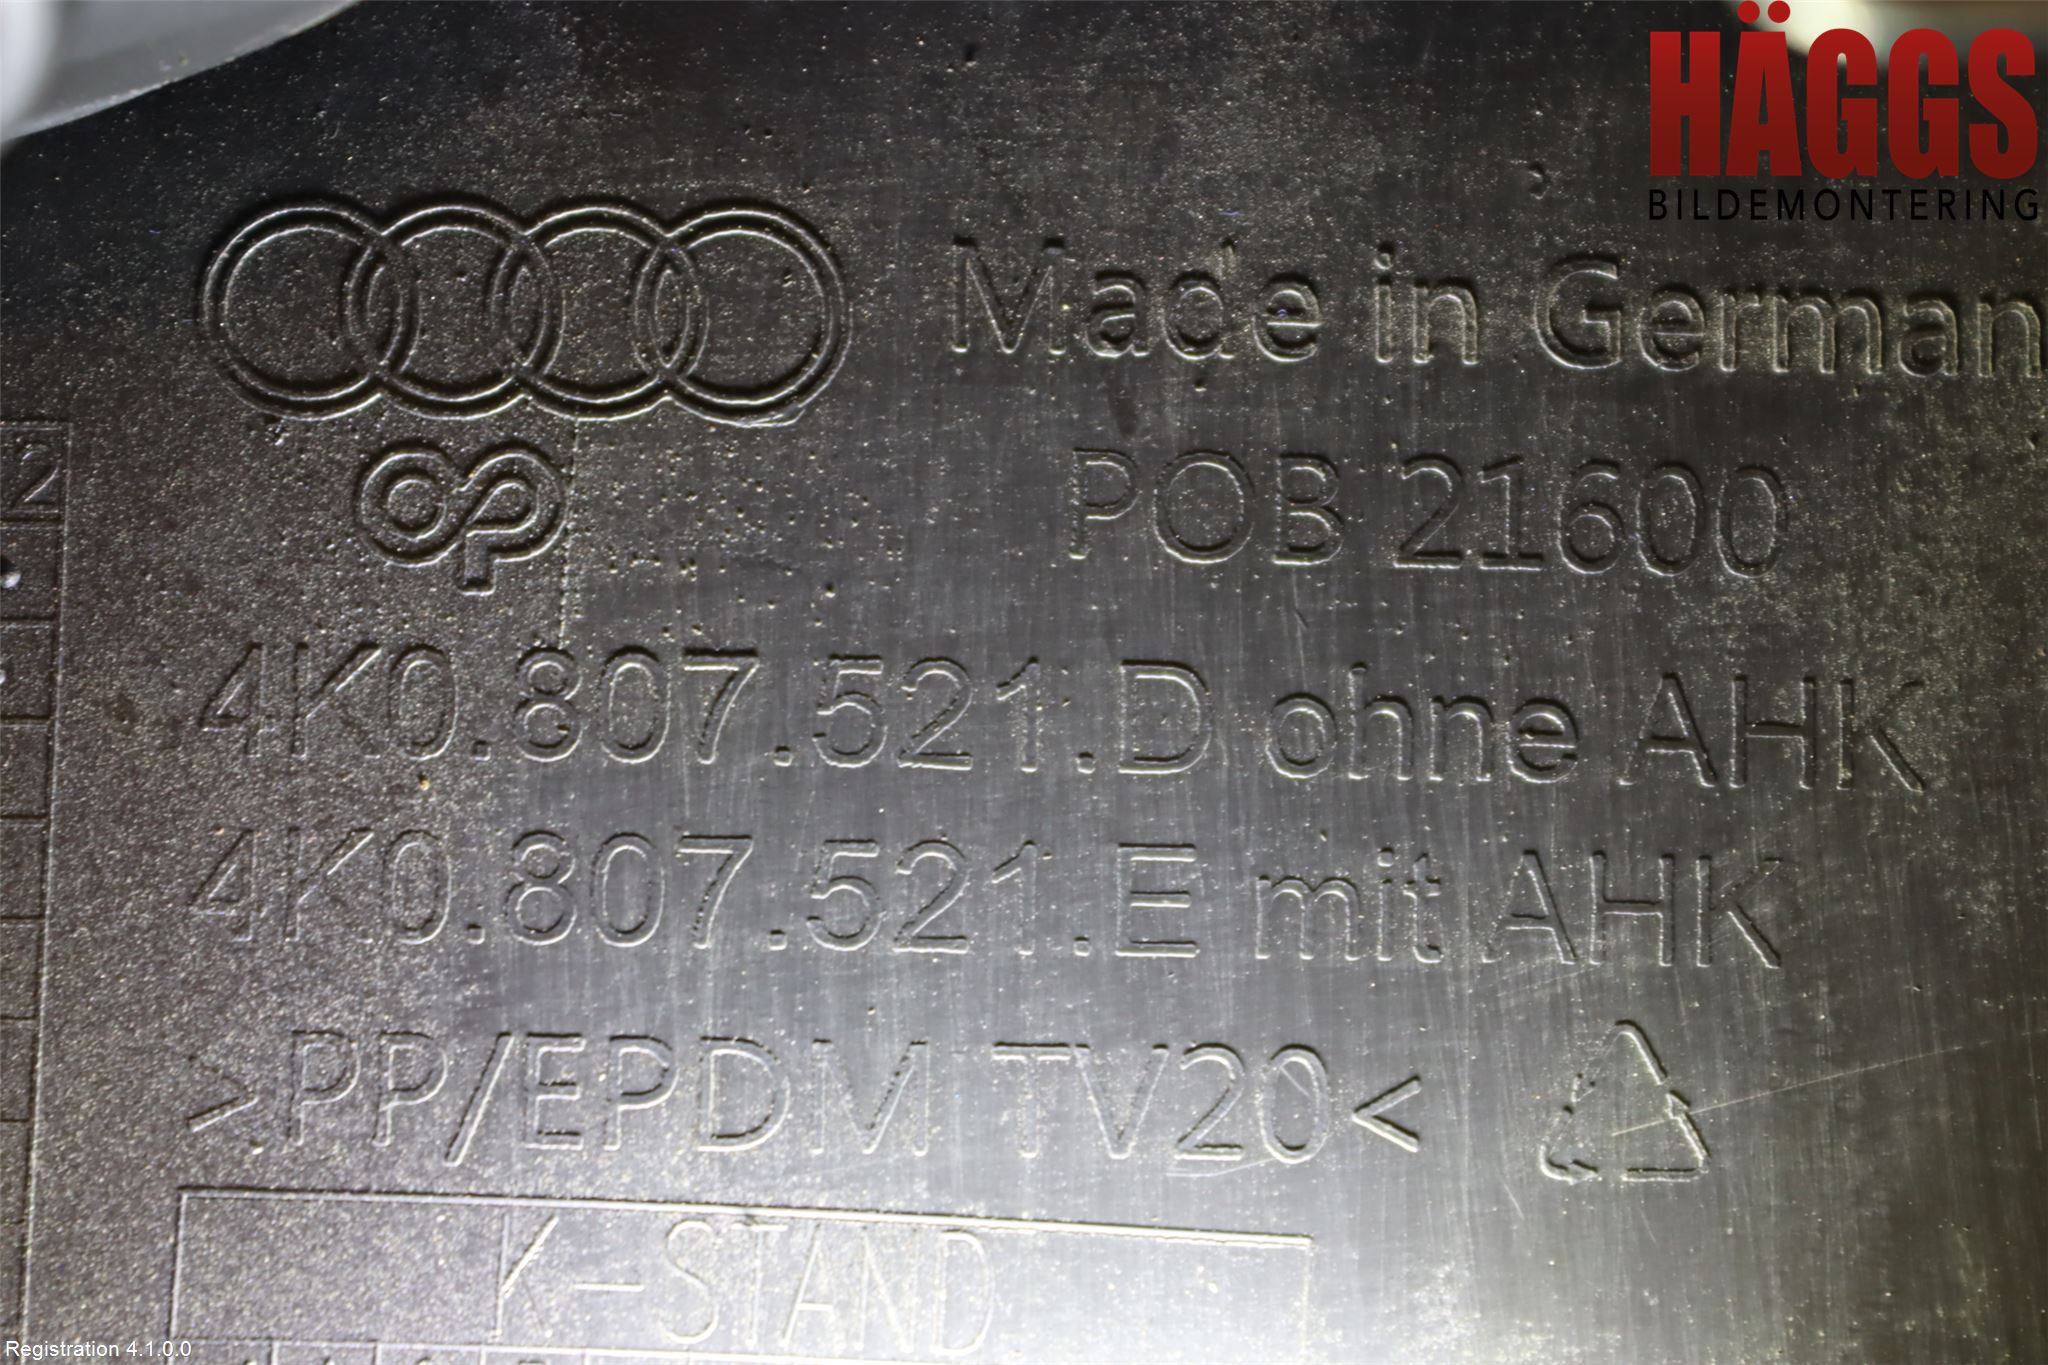 HÄGGS
BILDEMONTERING
Made in German
POB 21600
2
4K0.807.521.D ohne AHK
4K0.807.521.E mit AHK
>PP/EPDM TV20<
K-STAND
Registration 4.1.0.0